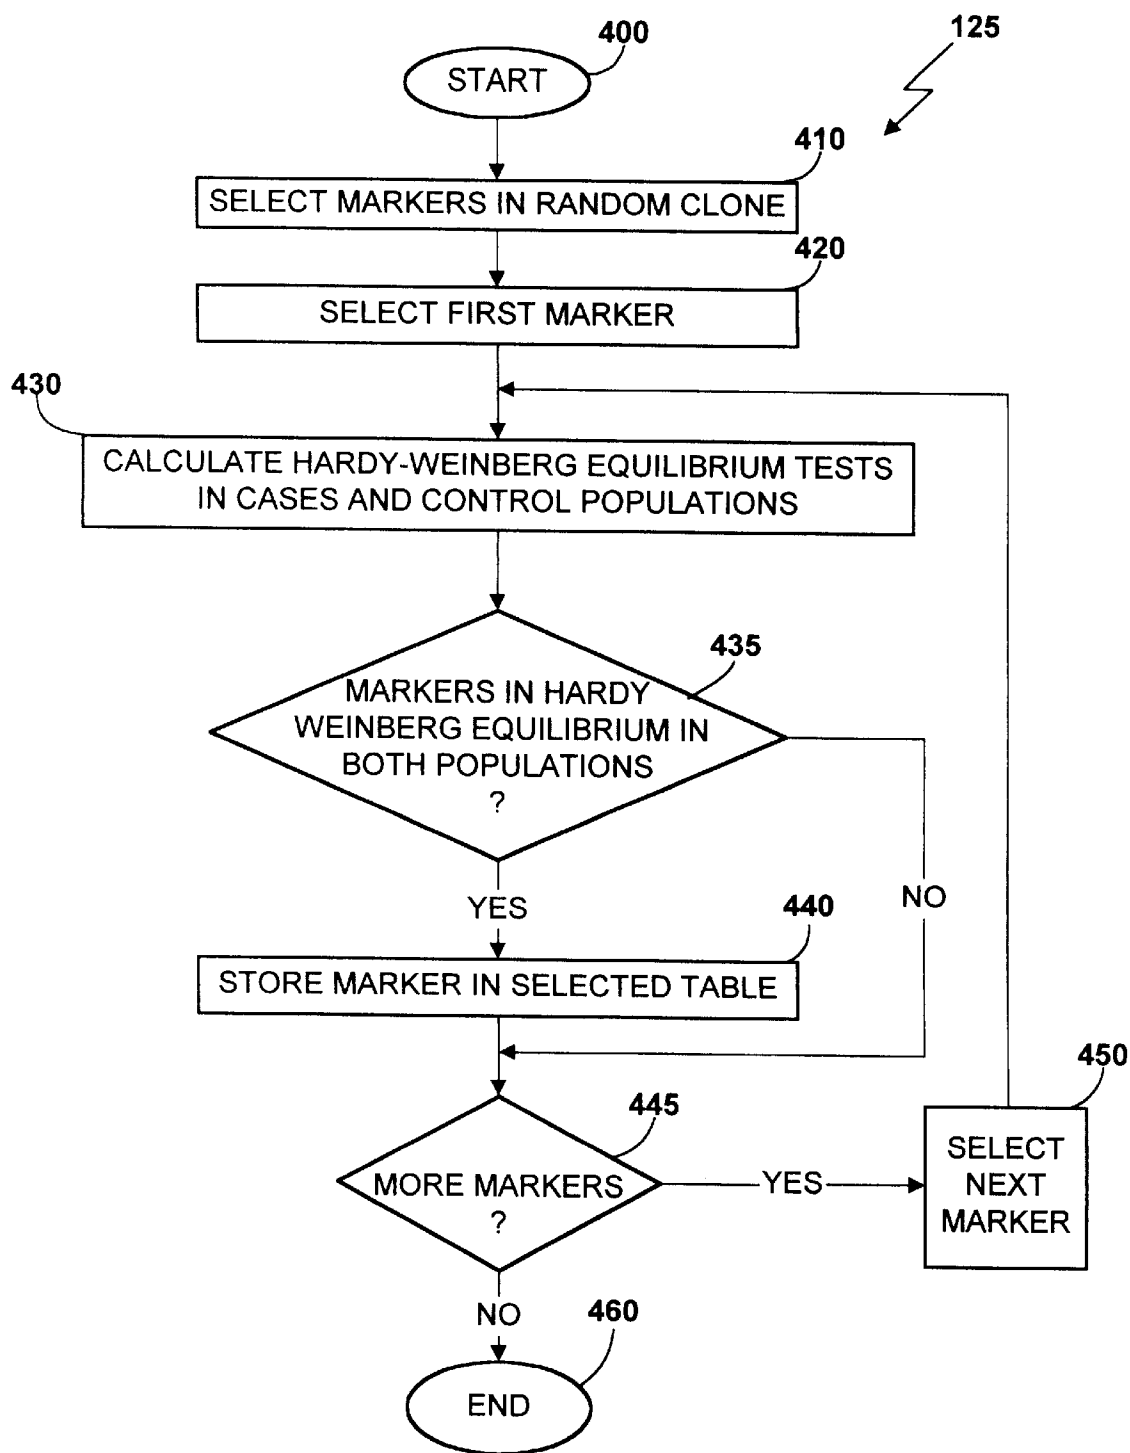 400
125
START
410
SELECT MARKERS IN RANDOM CLONE
420
SELECT FIRST MARKER
430
CALCULATE HARDY-WEINBERG EQUILIBRIUM TESTS
IN CASES AND CONTROL POPULATIONS
435
MARKERS IN HARDY
WEINBERG EQUILIBRIUM IN
BOTH POPULATIONS
?
YES
NO
440
STORE MARKER IN SELECTED TABLE
445
450
MORE MARKERS
?
YES
SELECT
NEXT
MARKER
NO
460
END